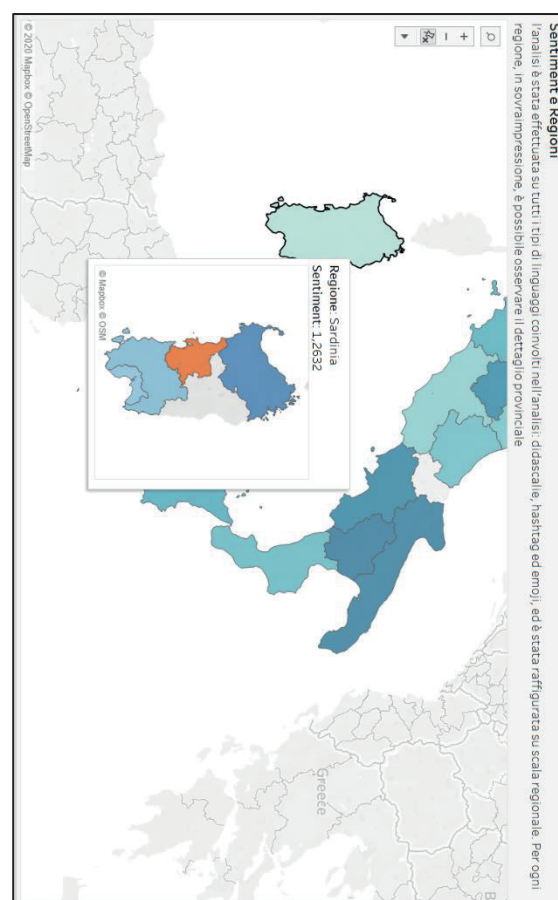 Sentiment e Regioni
l'analisi è stata effettuata su tutti i tipi di linguaggi coinvolti nell'analisi: didascalie, hashtag ed emoji, ed è stata raffigurata su scala regionale. Per ogni
regione, in sovraimpressione, è possibile osservare il dettaglio provinciale
Regione: Sardinia
Sentiment: 1,2632
© Mapbox © OSM
Greece
B
© 2020 Mapbox © OpenStreetMap